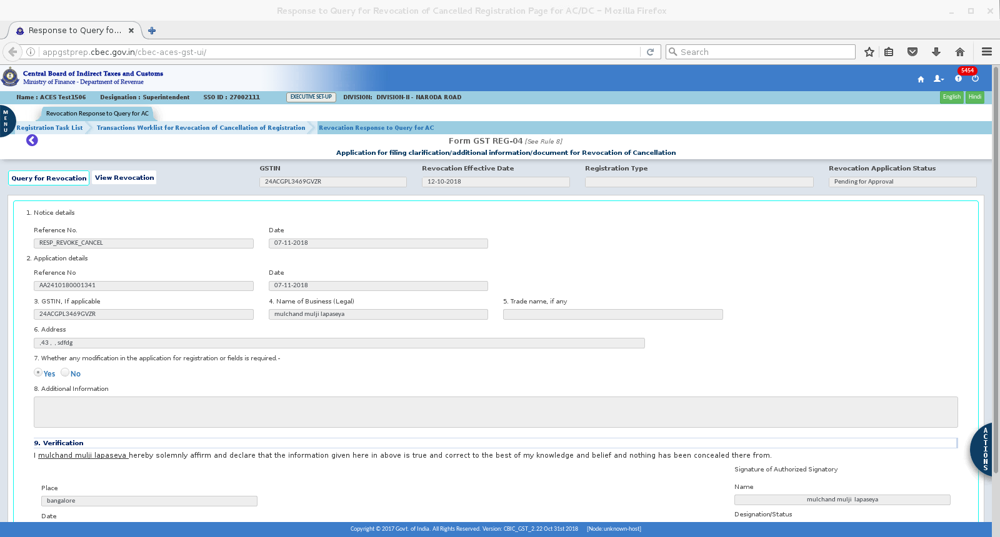 Response to Query for Revocation of Cancelled Registration Page for AC/DC – Mozilla Firefox
Response to Query fo...
appgstprep.cbec.gov.in/cbec-aces-gst-ui/
Search
Central Board of Indirect Taxes and Customs
Ministry of Finance - Department of Revenue
5454
Name : ACES Test1506 Designation : Superintendent SSO ID : 27002111 EXECUTIVE SET-UP DIVISION: DIVISION-II - NARODA ROAD English Hindi
MENU
Revocation Response to Query for AC
Registration Task List Transactions Worklist for Revocation of Cancellation of Registration Revocation Response to Query for AC
Form GST REG-04 [See Rule 8]
Application for filing clarification/additional information/document for Revocation of Cancellation
Query for Revocation View Revocation
GSTIN Revocation Effective Date Registration Type Revocation Application Status
24ACGPL3469GVZR 12-10-2018 Pending for Approval
1. Notice details
Reference No. Date
RESP_REVOKE_CANCEL 07-11-2018
2. Application details
Reference No Date
AA2410180001341 07-11-2018
3. GSTIN, If applicable 4. Name of Business (Legal) 5. Trade name, if any
24ACGPL3469GVZR mulchand mulji lapaseya
6. Address
,43 , , sdfdg
7. Whether any modification in the application for registration or fields is required.-
Yes No
8. Additional Information
9. Verification
I mulchand mulji lapaseya hereby solemnly affirm and declare that the information given here in above is true and correct to the best of my knowledge and belief and nothing has been concealed there from.
ACTIONS
Signature of Authorized Signatory
Place Name
bangalore mulchand mulji lapaseya
Date Designation/Status
Copyright © 2017 Govt. of India. All Rights Reserved. Version: CBIC_GST_2.22 Oct 31st 2018 [Node:unknown-host]